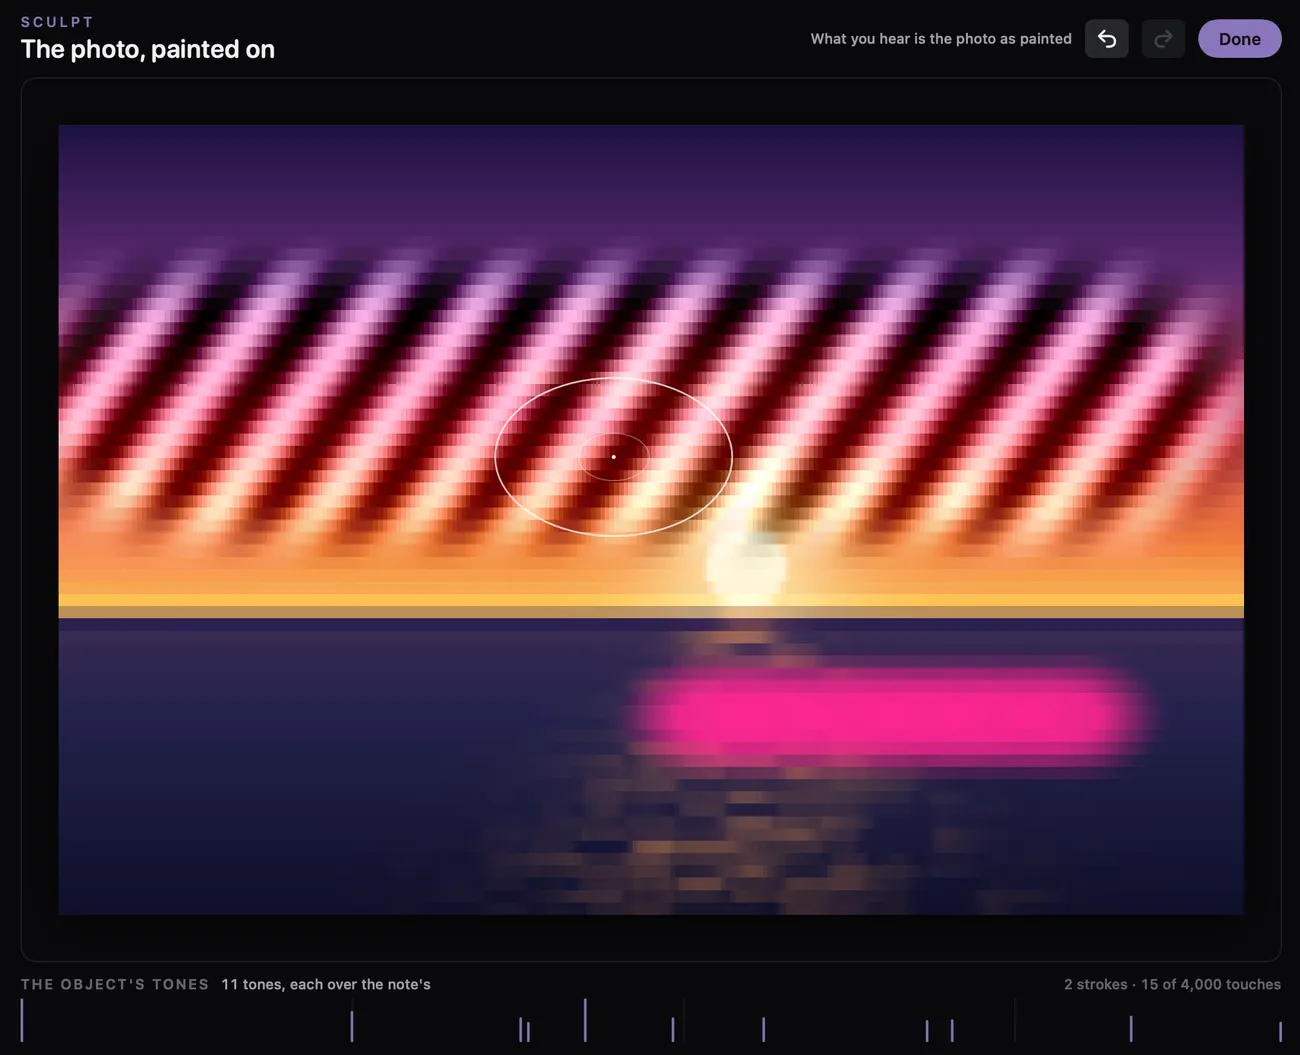 SCULPT
The photo, painted on
What you hear is the photo as painted
Done
THE OBJECT'S TONES 11 tones, each over the note's
2 strokes · 15 of 4,000 touches